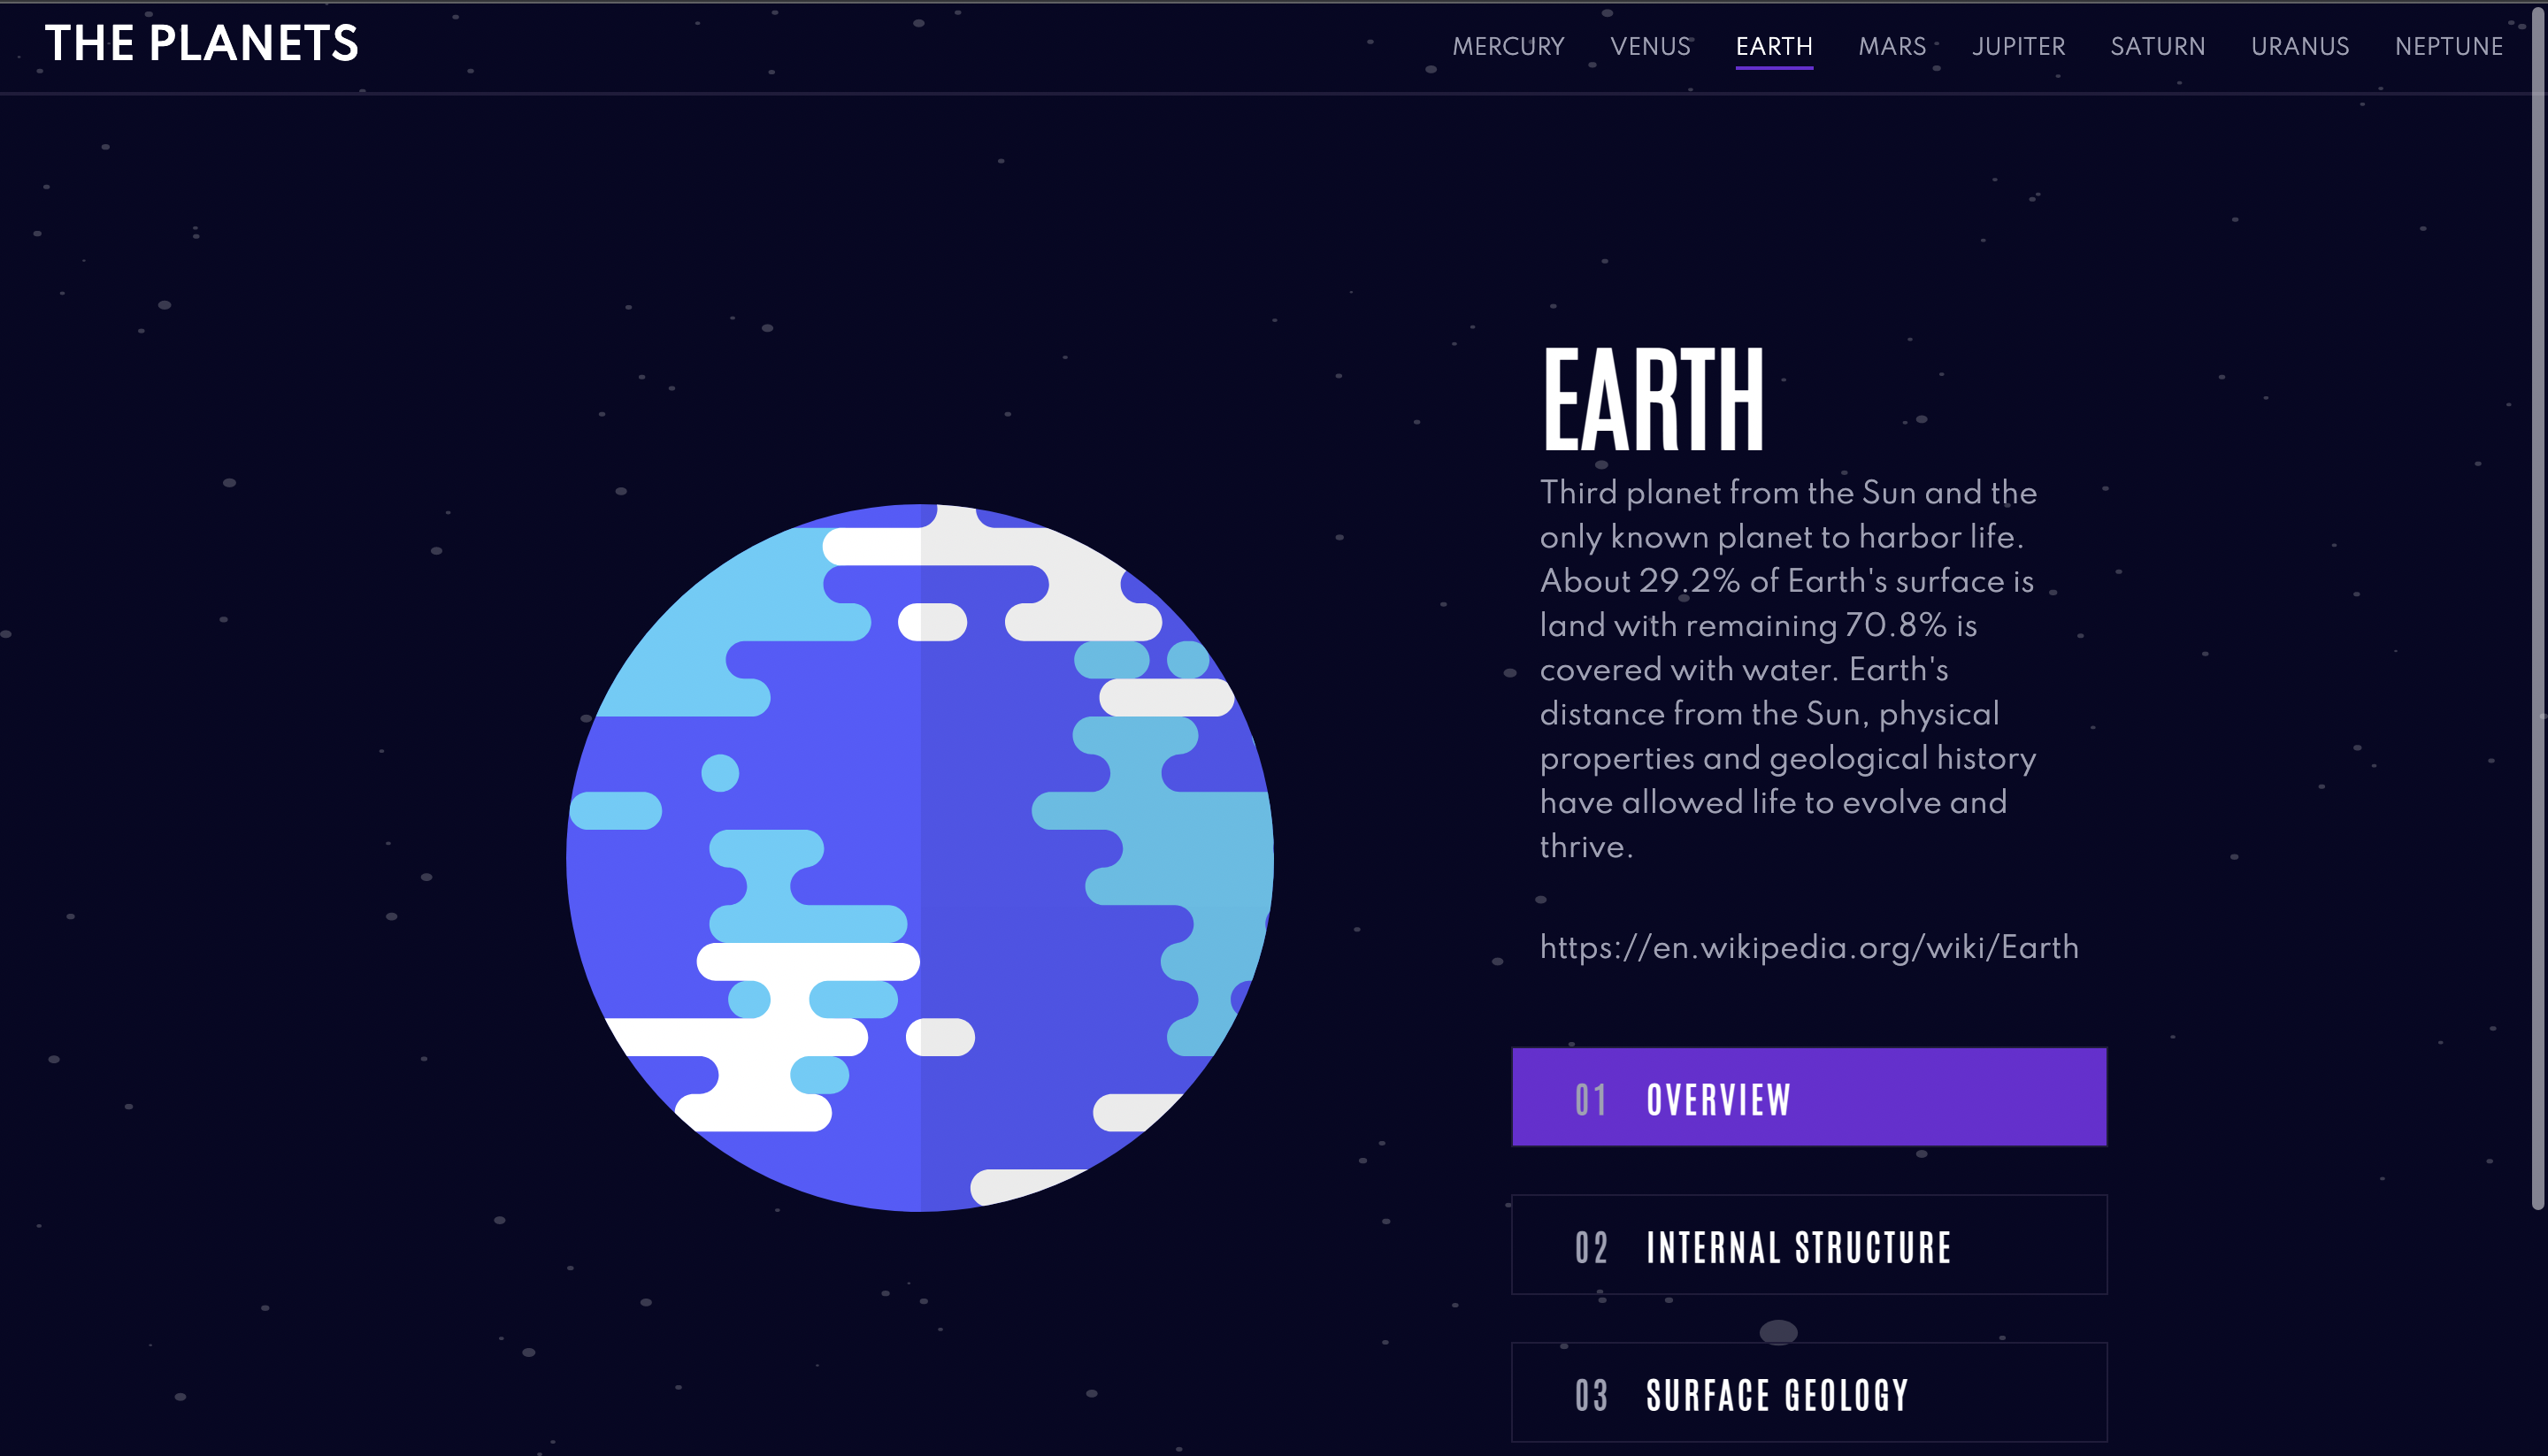 THE PLANETS
MERCURY VENUS EARTH MARS JUPITER SATURN URANUS NEPTUNE
EARTH
Third planet from the Sun and the
only known planet to harbor life.
About 29.2% of Earth's surface is
land with remaining 70.8% is
covered with water. Earth's
distance from the Sun, physical
properties and geological history
have allowed life to evolve and
thrive.
https://en.wikipedia.org/wiki/Earth
01 OVERVIEW
02 INTERNAL STRUCTURE
03 SURFACE GEOLOGY